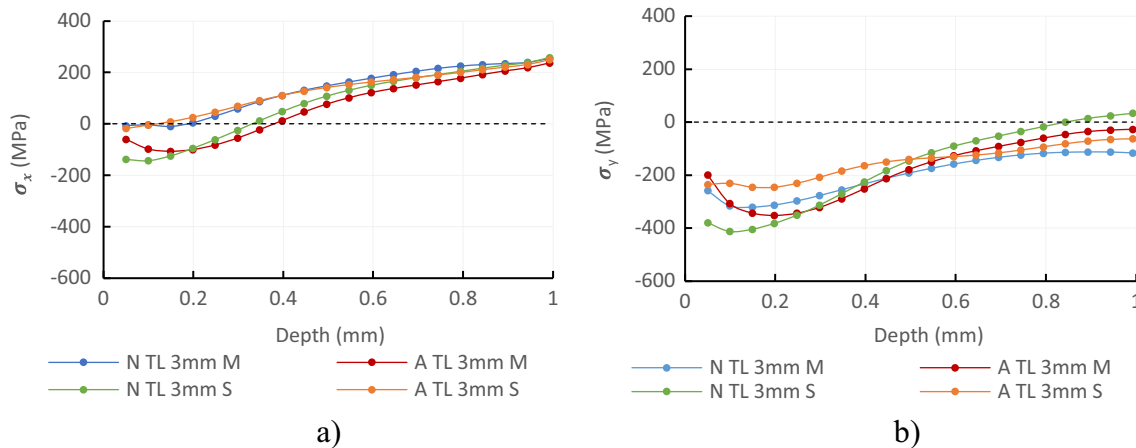 400
200
0
-200
-400
-600
σx (MPa)
0
0.2
0.4
0.6
0.8
1
Depth (mm)
N TL 3mm M
A TL 3mm M
N TL 3mm S
A TL 3mm S
a)
400
200
0
-200
-400
-600
σy (MPa)
0
0.2
0.4
0.6
0.8
1
Depth (mm)
N TL 3mm M
A TL 3mm M
N TL 3mm S
A TL 3mm S
b)